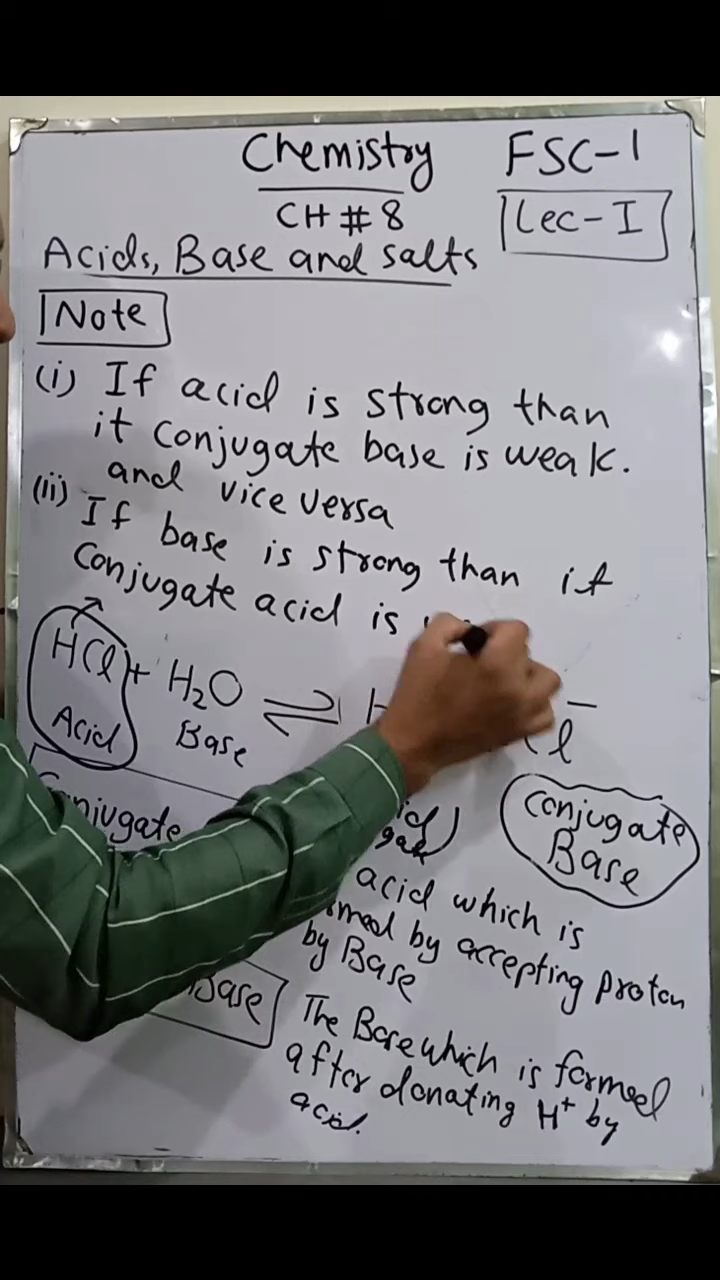 Chemistry FSC-1
CH # 8 Lec-I
Acids, Base and salts
Note
(i) If acid is strong than
it conjugate base is weak.
and vice versa
(ii) If base is strong than it
conjugate acid is
HCl + H₂O ⇌ l⁻
Acid Base
Conjugate
Base
acid which is
by accepting proton
by Base
Base
The Base which is formed
after donating H⁺ by
acid.